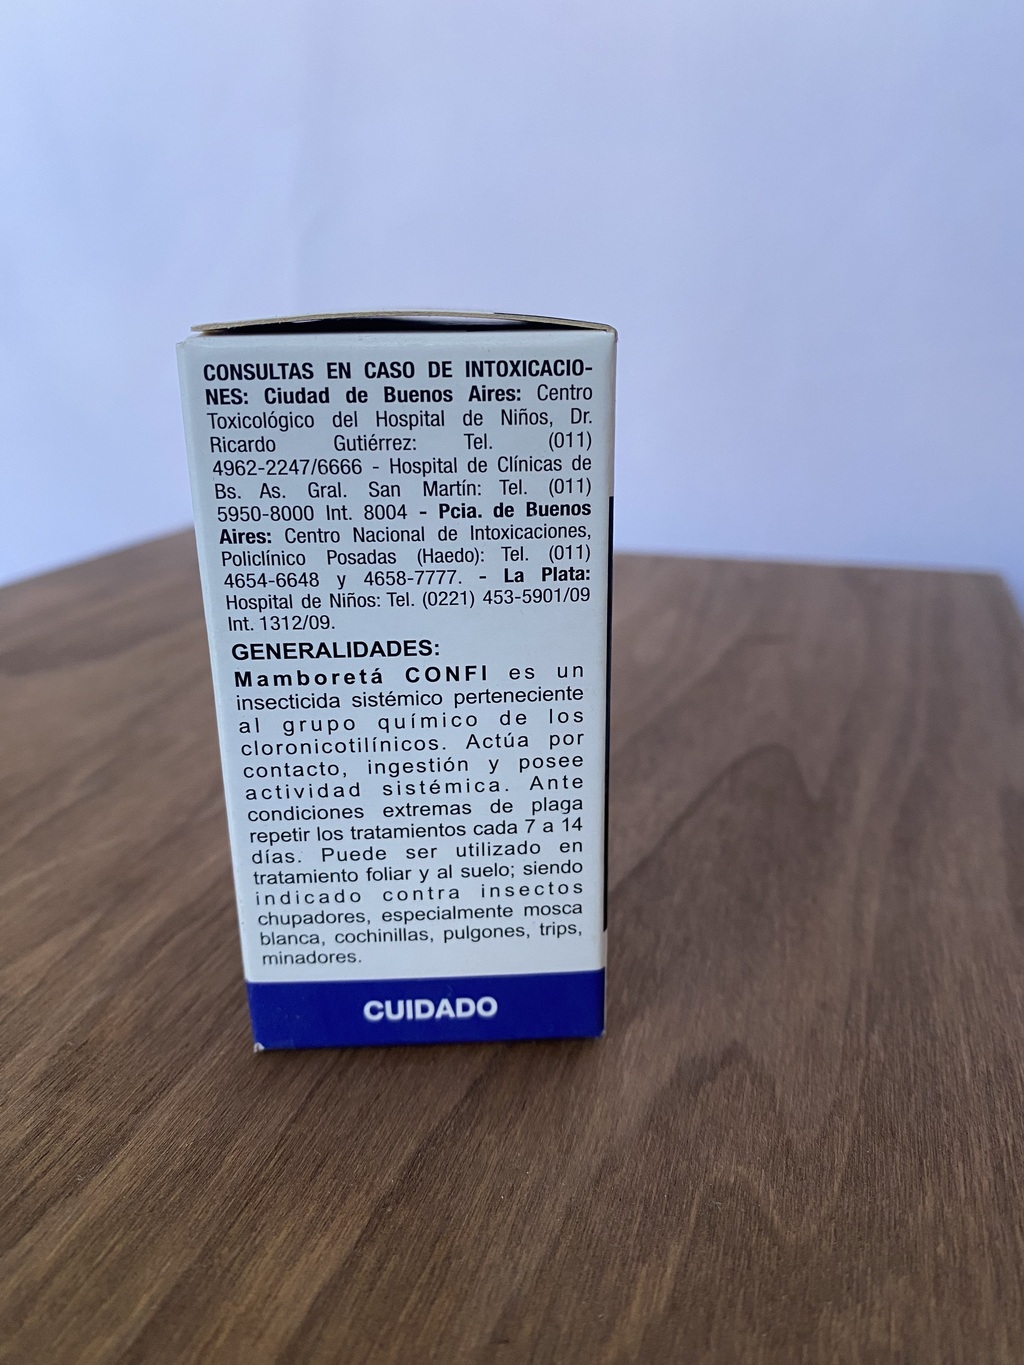 CONSULTAS EN CASO DE INTOXICACIO-
NES: Ciudad de Buenos Aires: Centro
Toxicológico del Hospital de Niños, Dr.
Ricardo Gutiérrez: Tel. (011)
4962-2247/6666 - Hospital de Clínicas de
Bs. As. Gral. San Martín: Tel. (011)
5950-8000 Int. 8004 - Pcia. de Buenos
Aires: Centro Nacional de Intoxicaciones,
Policlínico Posadas (Haedo): Tel. (011)
4654-6648 y 4658-7777. - La Plata:
Hospital de Niños: Tel. (0221) 453-5901/09
Int. 1312/09.
GENERALIDADES:
Mamboretá CONFI es un
insecticida sistémico perteneciente
al grupo químico de los
cloronicotilínicos. Actúa por
contacto, ingestión y posee
actividad sistémica. Ante
condiciones extremas de plaga
repetir los tratamientos cada 7 a 14
días. Puede ser utilizado en
tratamiento foliar y al suelo; siendo
indicado contra insectos
chupadores, especialmente mosca
blanca, cochinillas, pulgones, trips,
minadores.
CUIDADO